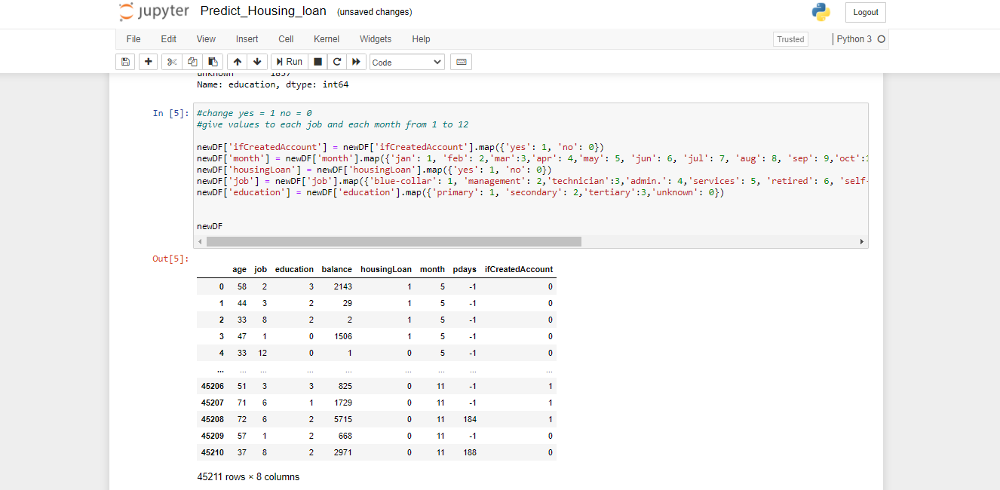 jupyter Predict_Housing_loan (unsaved changes) Logout
File Edit View Insert Cell Kernel Widgets Help Trusted Python 3
Run Code
unknown 1857
Name: education, dtype: int64
In [5]: #change yes = 1 no = 0
#give values to each job and each month from 1 to 12
newDF['ifCreatedAccount'] = newDF['ifCreatedAccount'].map({'yes': 1, 'no': 0})
newDF['month'] = newDF['month'].map({'jan': 1, 'feb': 2,'mar':3,'apr': 4,'may': 5, 'jun': 6, 'jul': 7, 'aug': 8, 'sep': 9,'oct':1
newDF['housingLoan'] = newDF['housingLoan'].map({'yes': 1, 'no': 0})
newDF['job'] = newDF['job'].map({'blue-collar': 1, 'management': 2,'technician':3,'admin.': 4,'services': 5, 'retired': 6, 'self-
newDF['education'] = newDF['education'].map({'primary': 1, 'secondary': 2,'tertiary':3,'unknown': 0})
newDF
Out[5]:
age job education balance housingLoan month pdays ifCreatedAccount
0 58 2 3 2143 1 5 -1 0
1 44 3 2 29 1 5 -1 0
2 33 8 2 2 1 5 -1 0
3 47 1 0 1506 1 5 -1 0
4 33 12 0 1 0 5 -1 0
... ... ... ... ... ... ... ... ...
45206 51 3 3 825 0 11 -1 1
45207 71 6 1 1729 0 11 -1 1
45208 72 6 2 5715 0 11 184 1
45209 57 1 2 668 0 11 -1 0
45210 37 8 2 2971 0 11 188 0
45211 rows × 8 columns